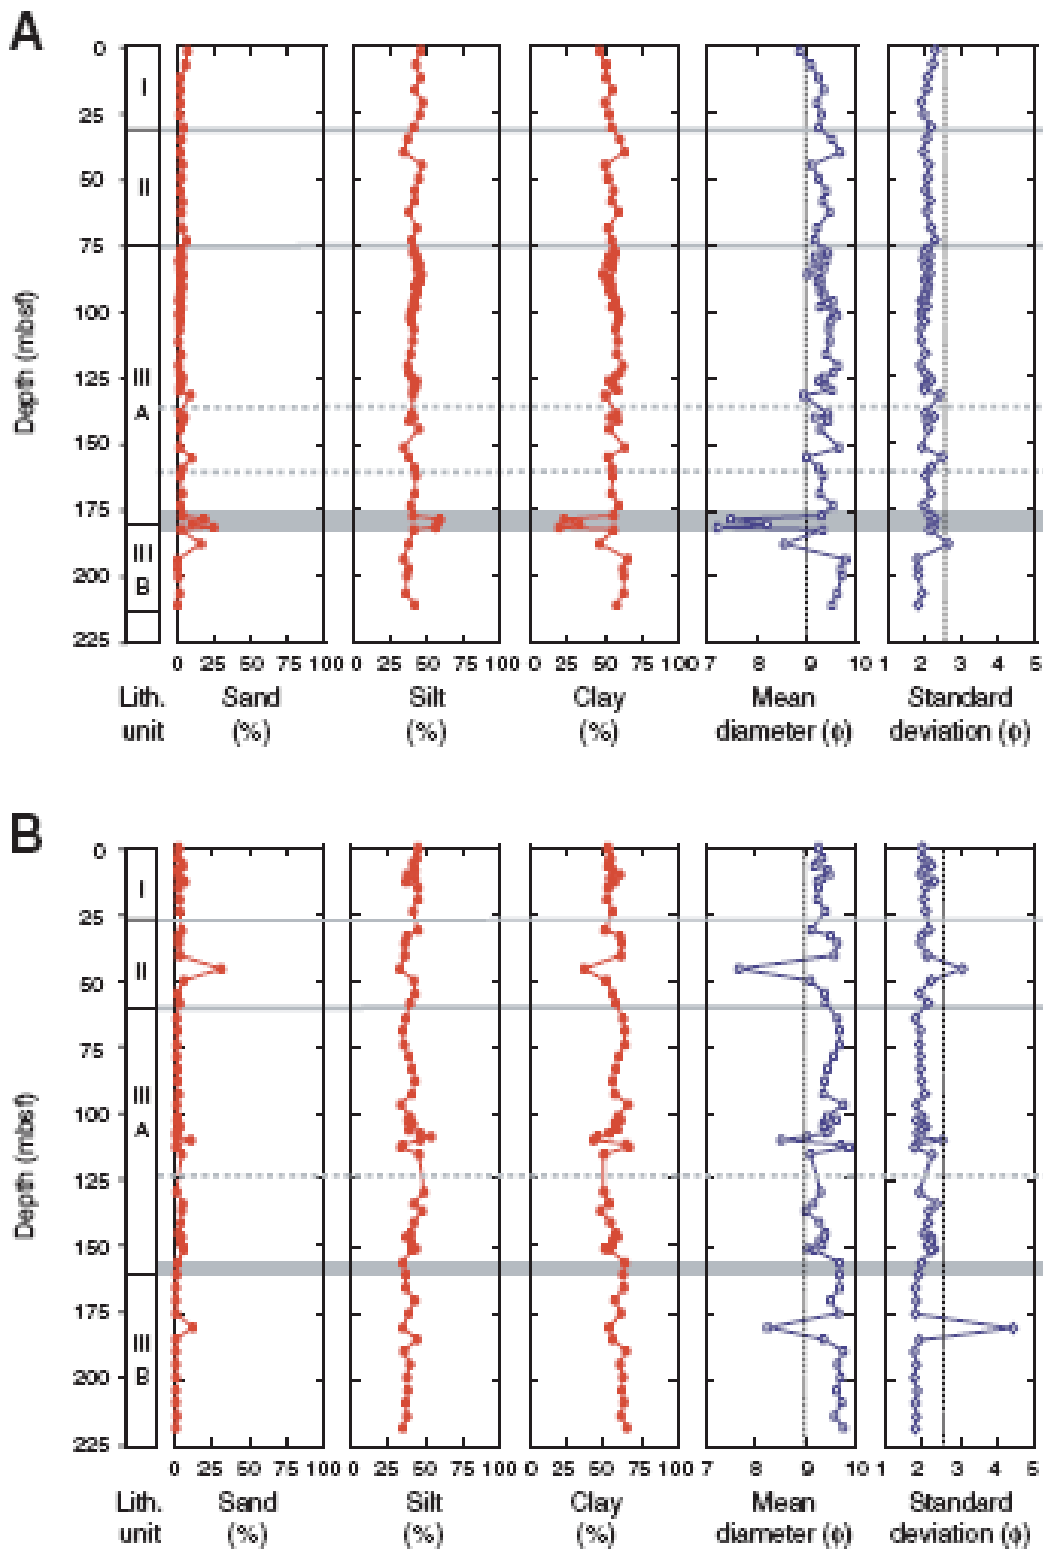 A
0
25
50
75
100
125
150
175
200
225
Depth (mbsf)
I
II
III
A
III
B
0 25 50 75 100
0 25 50 75 100
0 25 50 75 100
7 8 9 10
1 2 3 4 5
Lith. unit
Sand (%)
Silt (%)
Clay (%)
Mean diameter (ϕ)
Standard deviation (ϕ)
B
0
25
50
75
100
125
150
175
200
225
Depth (mbsf)
I
II
III
A
III
B
0 25 50 75 100
0 25 50 75 100
0 25 50 75 100
7 8 9 10
1 2 3 4 5
Lith. unit
Sand (%)
Silt (%)
Clay (%)
Mean diameter (ϕ)
Standard deviation (ϕ)